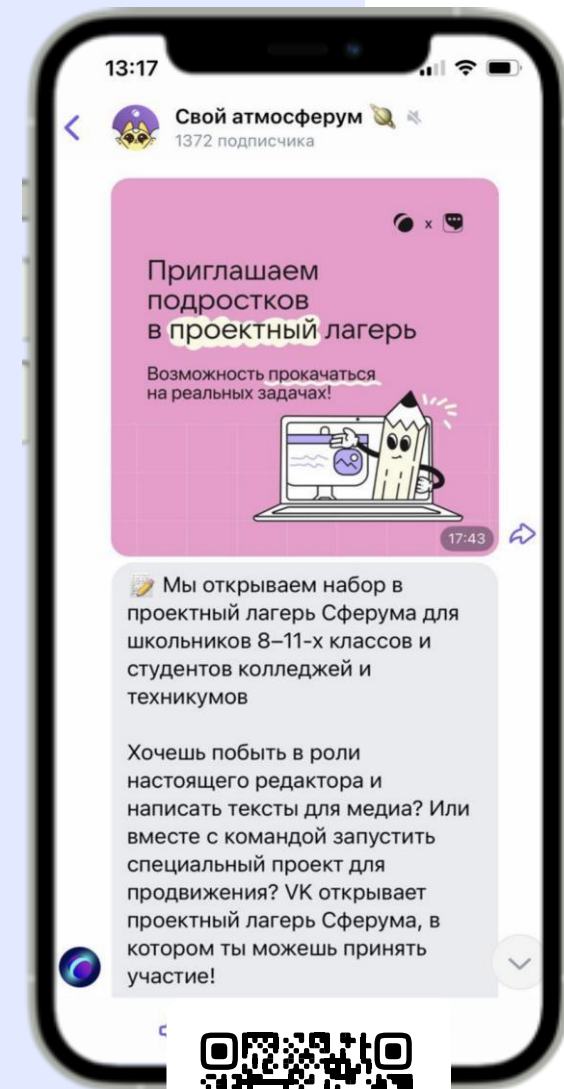 13:17
Свой атмосферум 🪐
1372 подписчика
x
Приглашаем
подростков
в проектный лагерь
Возможность прокачаться
на реальных задачах!
17:43
📝 Мы открываем набор в
проектный лагерь Сферума для
школьников 8–11-х классов и
студентов колледжей и
техникумов
Хочешь побыть в роли
настоящего редактора и
написать тексты для медиа? Или
вместе с командой запустить
специальный проект для
продвижения? VK открывает
проектный лагерь Сферума, в
котором ты можешь принять
участие!